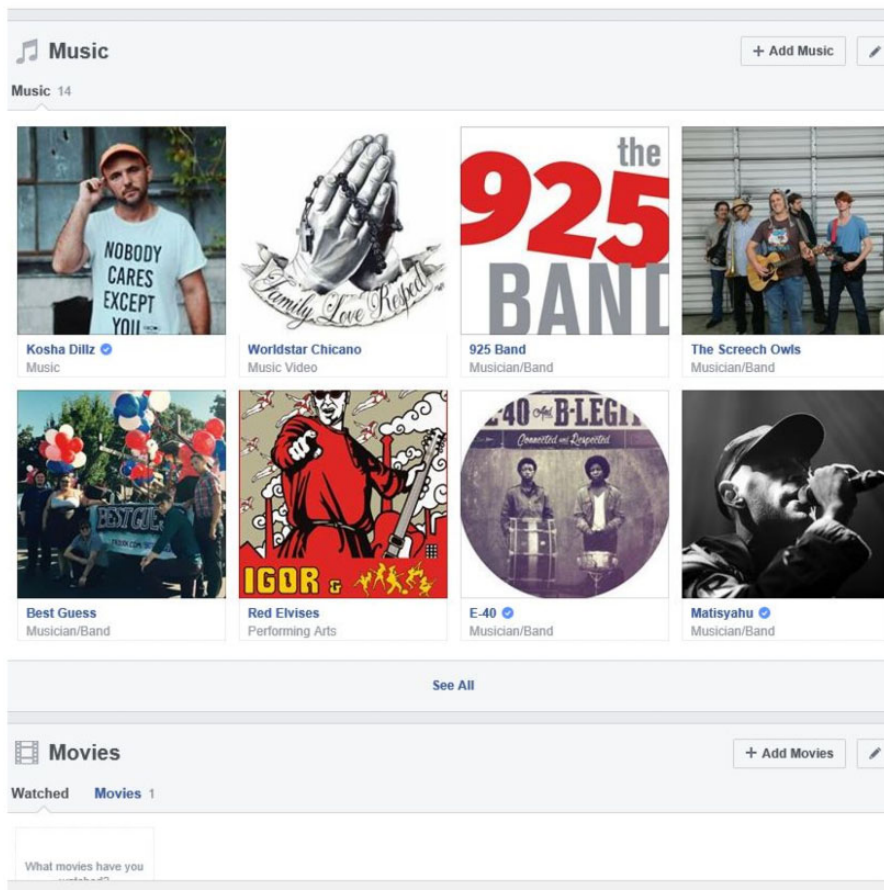 Music
+ Add Music
Music 14
NOBODY
CARES
EXCEPT
YOU
Family Love Respect
the
925
BAND
Kosha Dillz
Music
Worldstar Chicano
Music Video
925 Band
Musician/Band
The Screech Owls
Musician/Band
BEST GUESS
IGOR &
E-40 and B-LEGIT
Connected and Respected
Best Guess
Musician/Band
Red Elvises
Performing Arts
E-40
Musician/Band
Matisyahu
Musician/Band
See All
Movies
+ Add Movies
Watched Movies 1
What movies have you
watched?